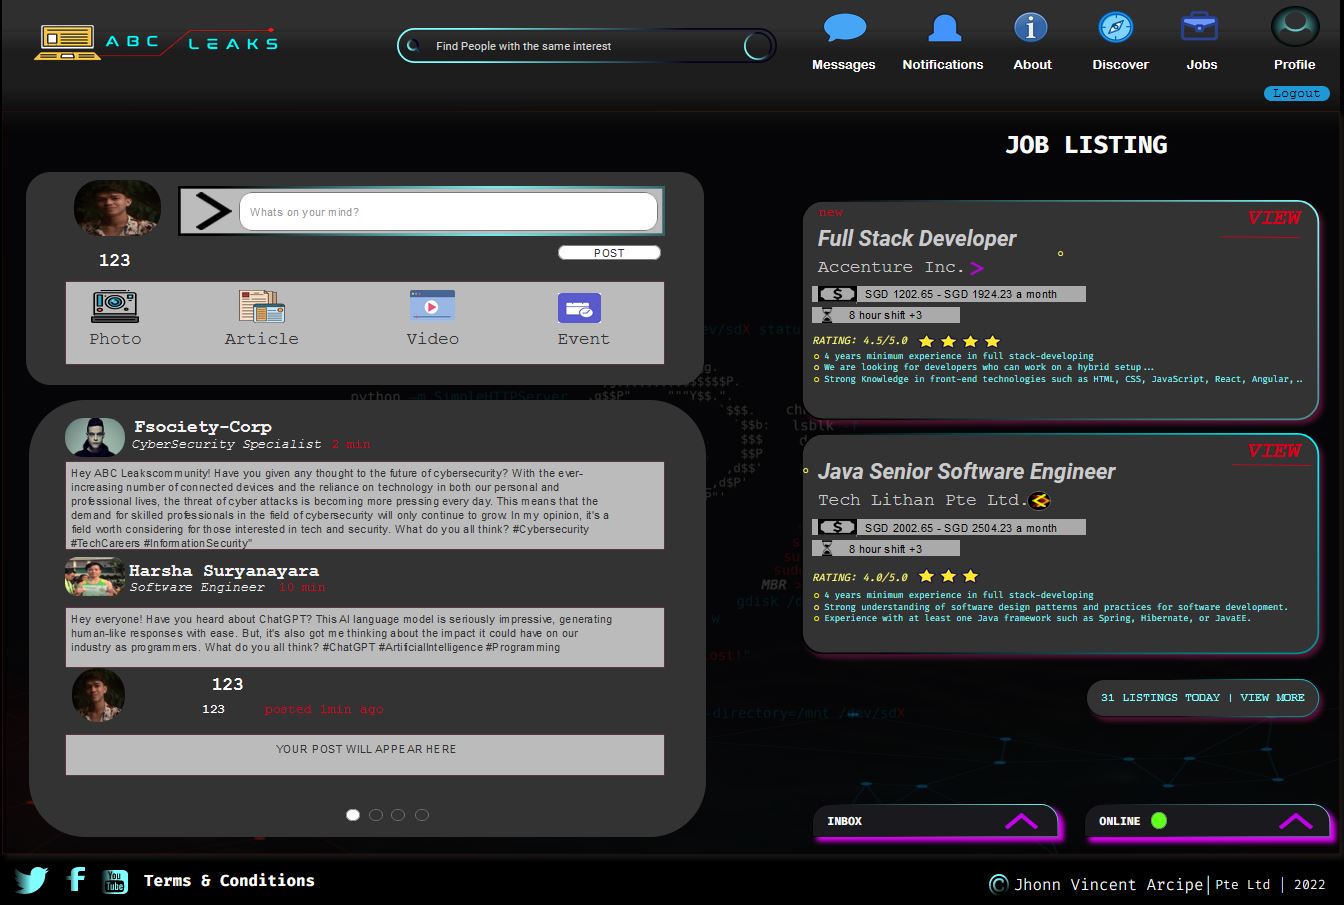 ABC LEAKS
Find People with the same interest
Messages
Notifications
About
Discover
Jobs
Profile
Logout
JOB LISTING
Whats on your mind?
123
POST
Photo
Article
Video
Event
Fsociety-Corp
CyberSecurity Specialist 2 min
Hey ABC Leakscommunity! Have you given any thought to the future of cybersecurity? With the ever-
increasing number of connected devices and the reliance on technology in both our personal and
professional lives, the threat of cyber attacks is becoming more pressing every day. This means that the
demand for skilled professionals in the field of cybersecurity will only continue to grow. In my opinion, it's a
field worth considering for those interested in tech and security. What do you all think? #Cybersecurity
#TechCareers #InformationSecurity"
Harsha Suryanayara
Software Engineer 10 min
Hey everyone! Have you heard about ChatGPT? This AI language model is seriously impressive, generating
human-like responses with ease. But, it's also got me thinking about the impact it could have on our
industry as programmers. What do you all think? #ChatGPT #ArtificialIntelligence #Programming
123
123 posted 1min ago
YOUR POST WILL APPEAR HERE
new
VIEW
Full Stack Developer
Accenture Inc.
$ SGD 1202.65 - SGD 1924.23 a month
8 hour shift +3
RATING: 4.5/5.0
4 years minimum experience in full stack-developing
We are looking for developers who can work on a hybrid setup...
Strong Knowledge in front-end technologies such as HTML, CSS, JavaScript, React, Angular,..
VIEW
Java Senior Software Engineer
Tech Lithan Pte Ltd.
$ SGD 2002.65 - SGD 2504.23 a month
8 hour shift +3
RATING: 4.0/5.0
4 years minimum experience in full stack-developing
Strong understanding of software design patterns and practices for software development.
Experience with at least one Java framework such as Spring, Hibernate, or JavaEE.
31 LISTINGS TODAY | VIEW MORE
python -m SimpleHTTPServer
lsblk
MBR
-directory=/mnt /dev/sdX
INBOX
ONLINE
You Tube
Terms & Conditions
© Jhonn Vincent Arcipe| Pte Ltd | 2022